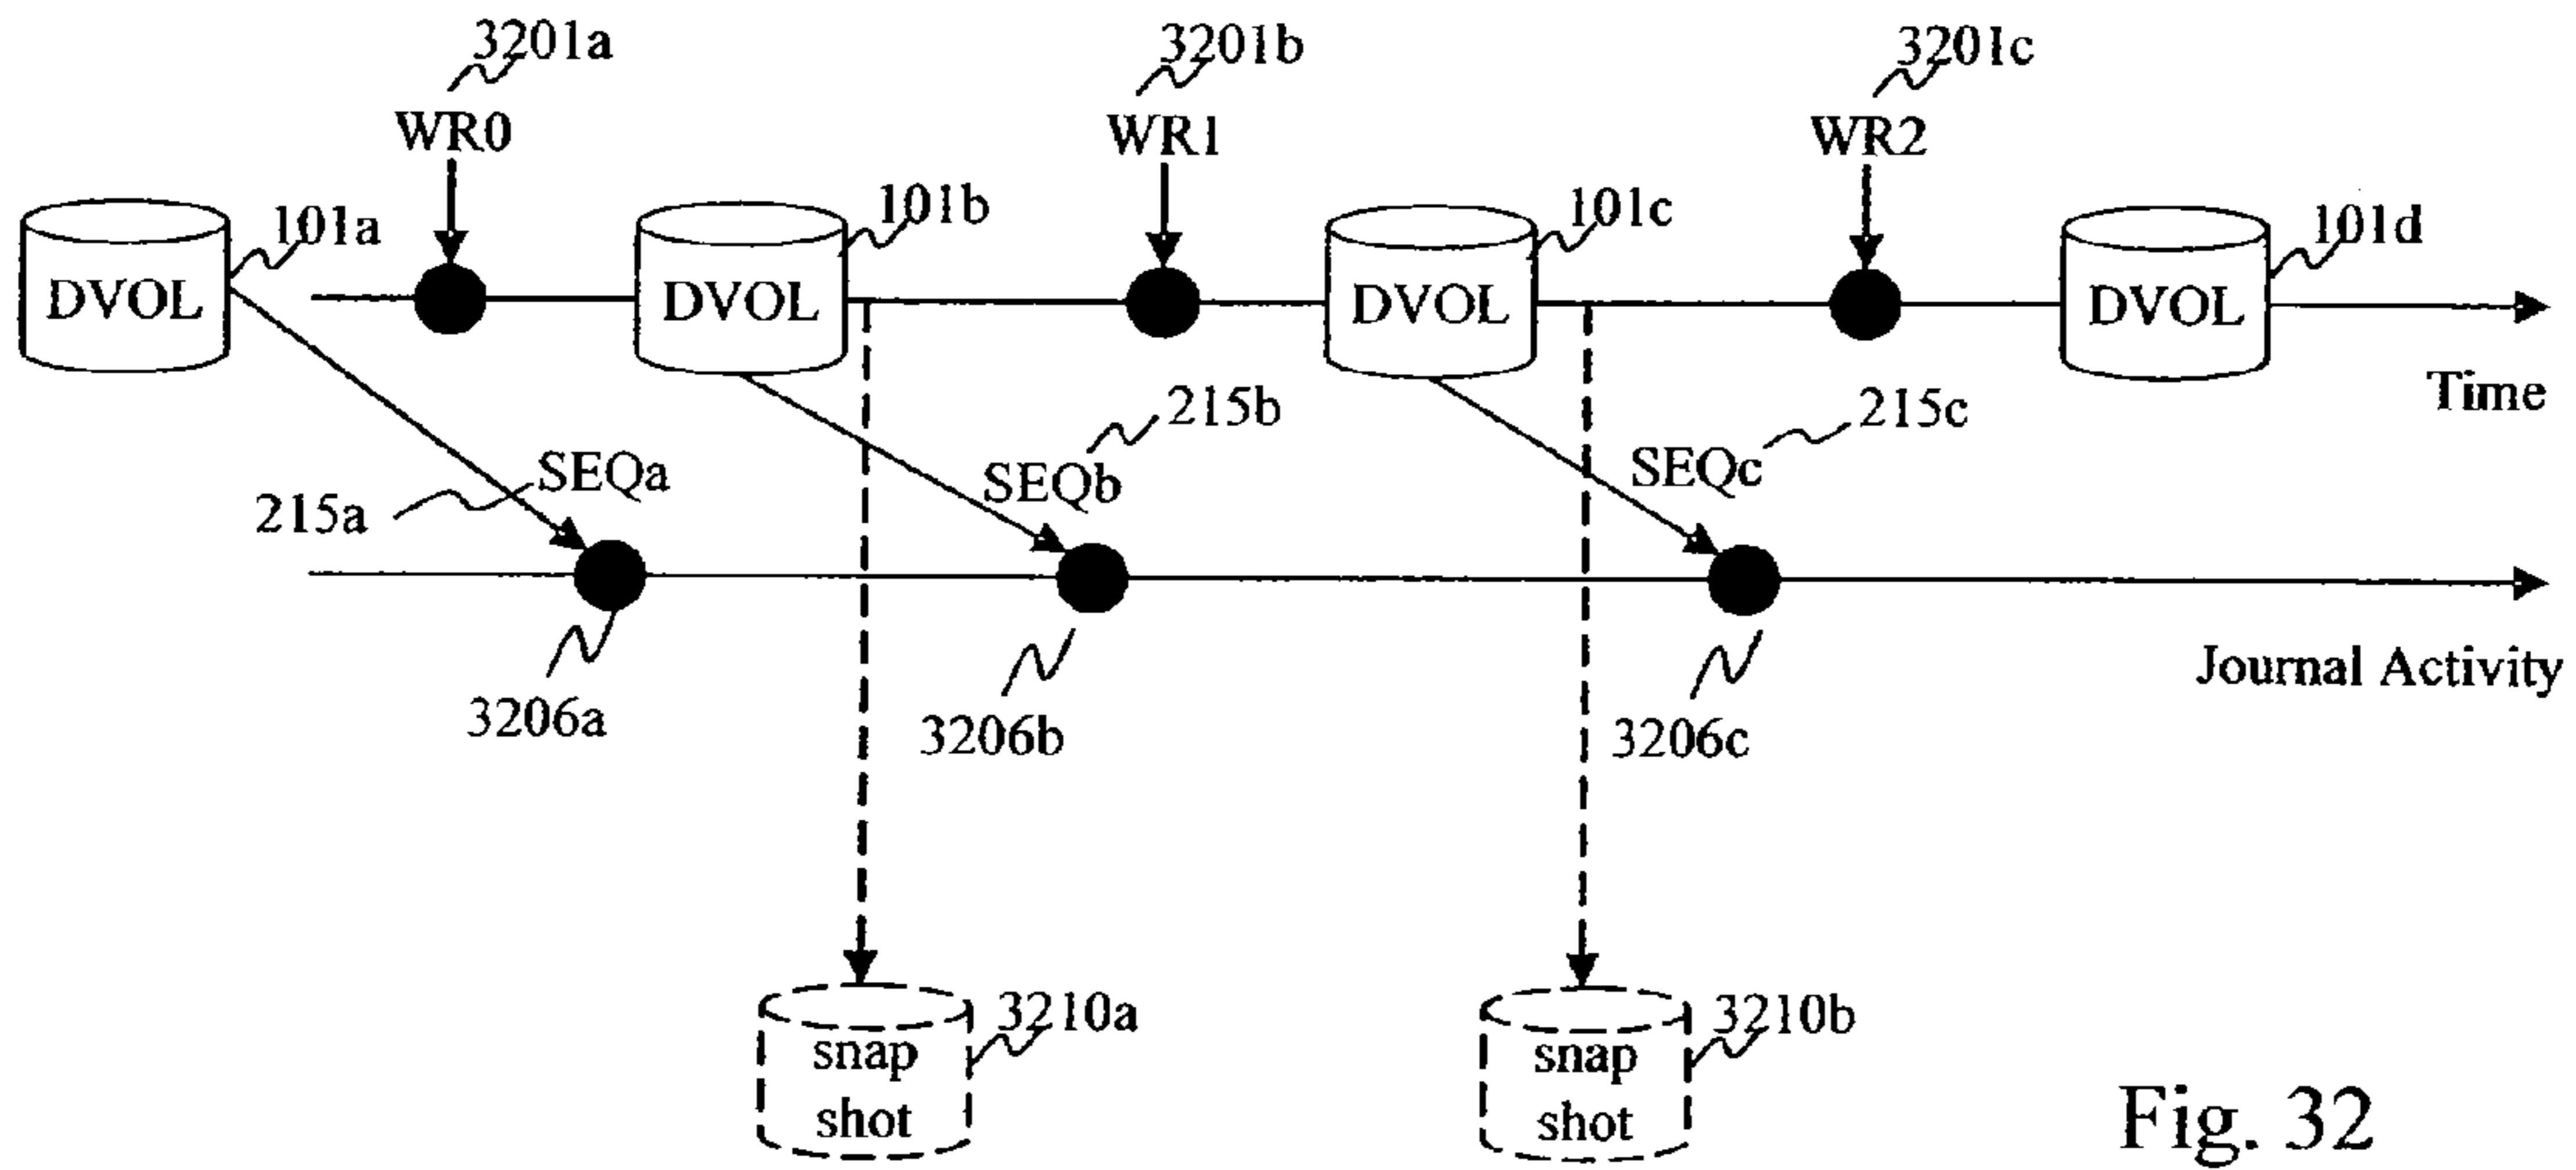 3201a
3201b
3201c
WR0
WR1
WR2
101a
101b
101c
101d
DVOL
DVOL
DVOL
DVOL
Time
215a
SEQa
SEQb
215b
SEQc
215c
Journal Activity
3206a
3206b
3206c
snap
shot
3210a
snap
shot
3210b
Fig. 32